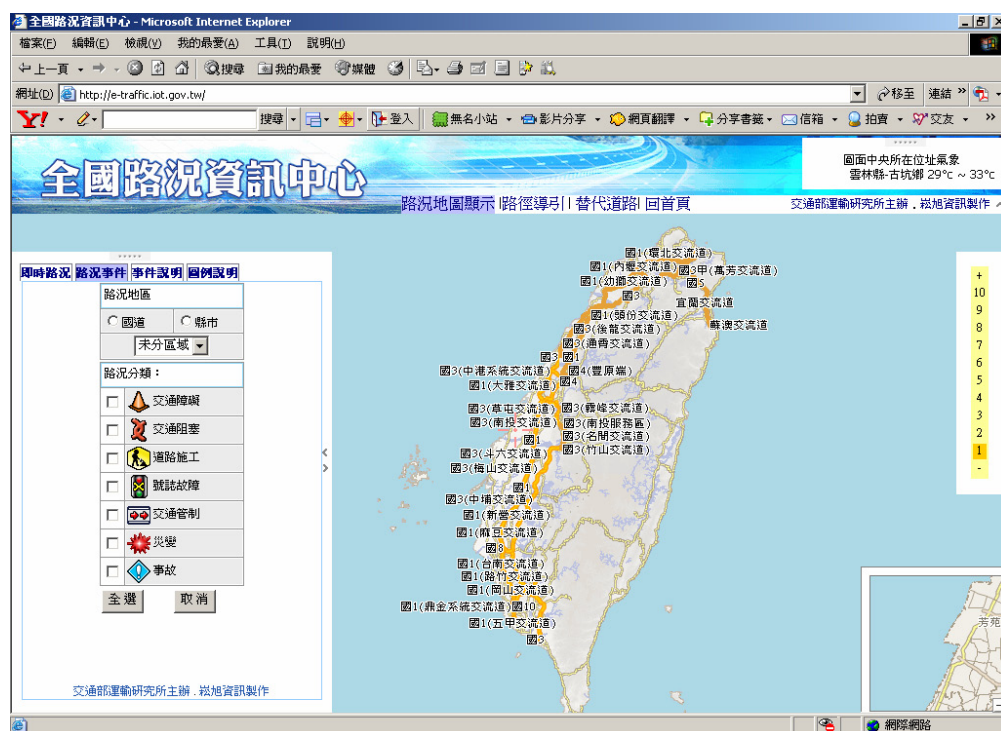 全國路況資訊中心 - Microsoft Internet Explorer
檔案(F) 編輯(E) 檢視(V) 我的最愛(A) 工具(T) 說明(H)
上一頁 搜尋 我的最愛 媒體
網址(D) http://e-traffic.iot.gov.tw/ 移至 連結 »
Y! 搜尋 登入 無名小站 影片分享 網頁翻譯 分享書籤 信箱 拍賣 交友 »
全國路況資訊中心
圖面中央所在位址氣象
雲林縣-古坑鄉 29°c ~ 33°c
路況地圖顯示 |路徑導引| 替代道路| 回首頁
交通部運輸研究所主辦 . 崧旭資訊製作
即時路況 路況事件 事件說明 圖例說明
路況地區
國道 縣市
未分區域
路況分類：
交通障礙
交通阻塞
道路施工
號誌故障
交通管制
災變
事故
全選 取消
交通部運輸研究所主辦 . 崧旭資訊製作
國1(環北交流道)
國1(內壢交流道) 國3甲(萬芳交流道)
國1(幼獅交流道) 國5
國3 宜蘭交流道
國1(頭份交流道)
國3(後龍交流道) 蘇澳交流道
國3(通霄交流道)
國3 國1
國3(中港系統交流道) 國4(豐原端)
國1(大雅交流道) 國4
國3(草屯交流道) 國3(霧峰交流道)
國3(南投交流道) 國3(南投服務區)
國1 國3(名間交流道)
國3(斗六交流道) 國3(竹山交流道)
國3(梅山交流道)
國1
國3(中埔交流道)
國1(新營交流道)
國1(麻豆交流道)
國8
國1(台南交流道)
國1(路竹交流道)
國1(岡山交流道)
國1(鼎金系統交流道) 國10
國1(五甲交流道)
國3
+
10
9
8
7
6
5
4
3
2
1
-
芳苑
網際網路